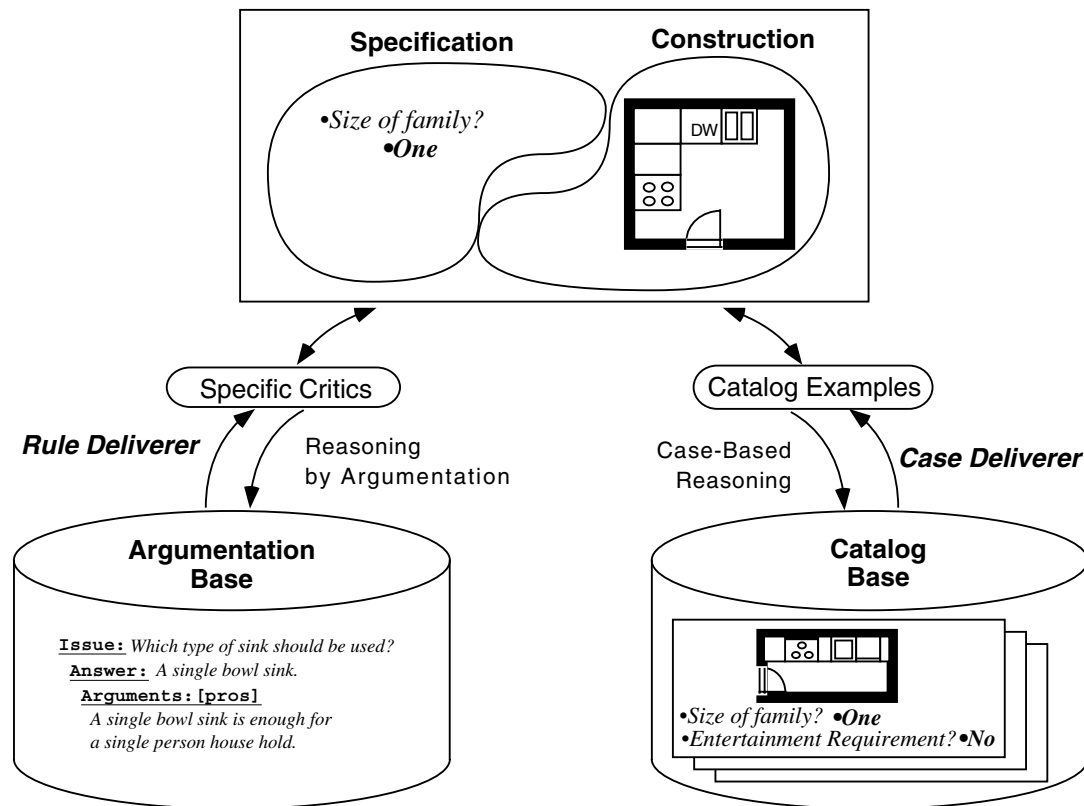 Specification
Construction
•Size of family?
•One
DW
Specific Critics
Catalog Examples
Rule Deliverer
Reasoning
by Argumentation
Case-Based
Reasoning
Case Deliverer
Argumentation
Base
Issue: Which type of sink should be used?
Answer: A single bowl sink.
Arguments:[pros]
A single bowl sink is enough for
a single person house hold.
Catalog
Base
•Size of family? •One
•Entertainment Requirement? •No